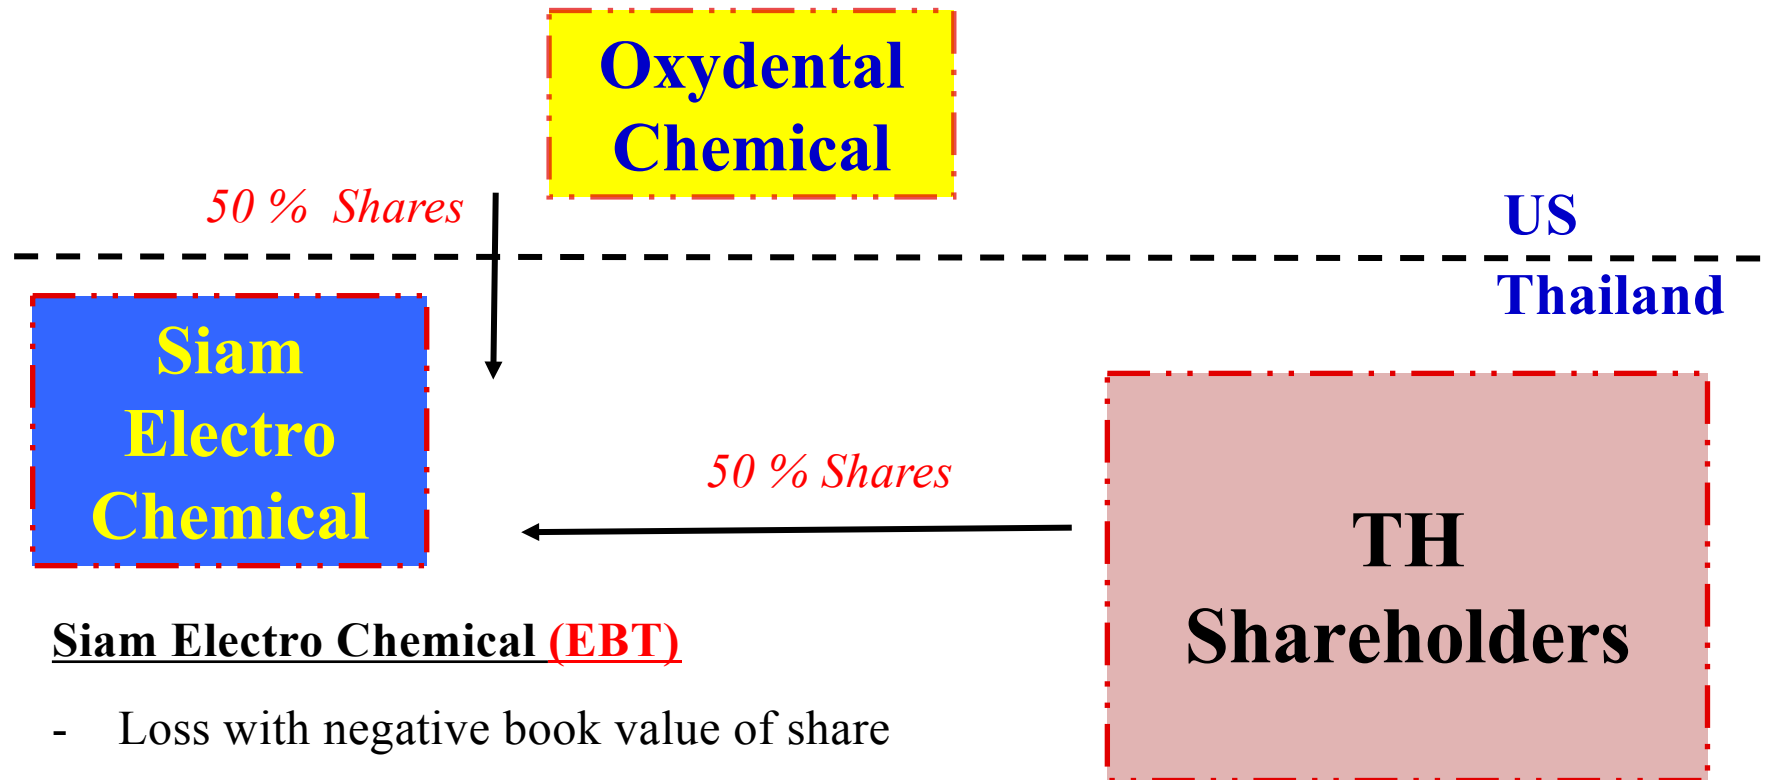 Oxydental
Chemical
50 % Shares
US
Thailand
Siam
Electro
Chemical
50 % Shares
TH
Shareholders
Siam Electro Chemical (EBT)
- Loss with negative book value of share